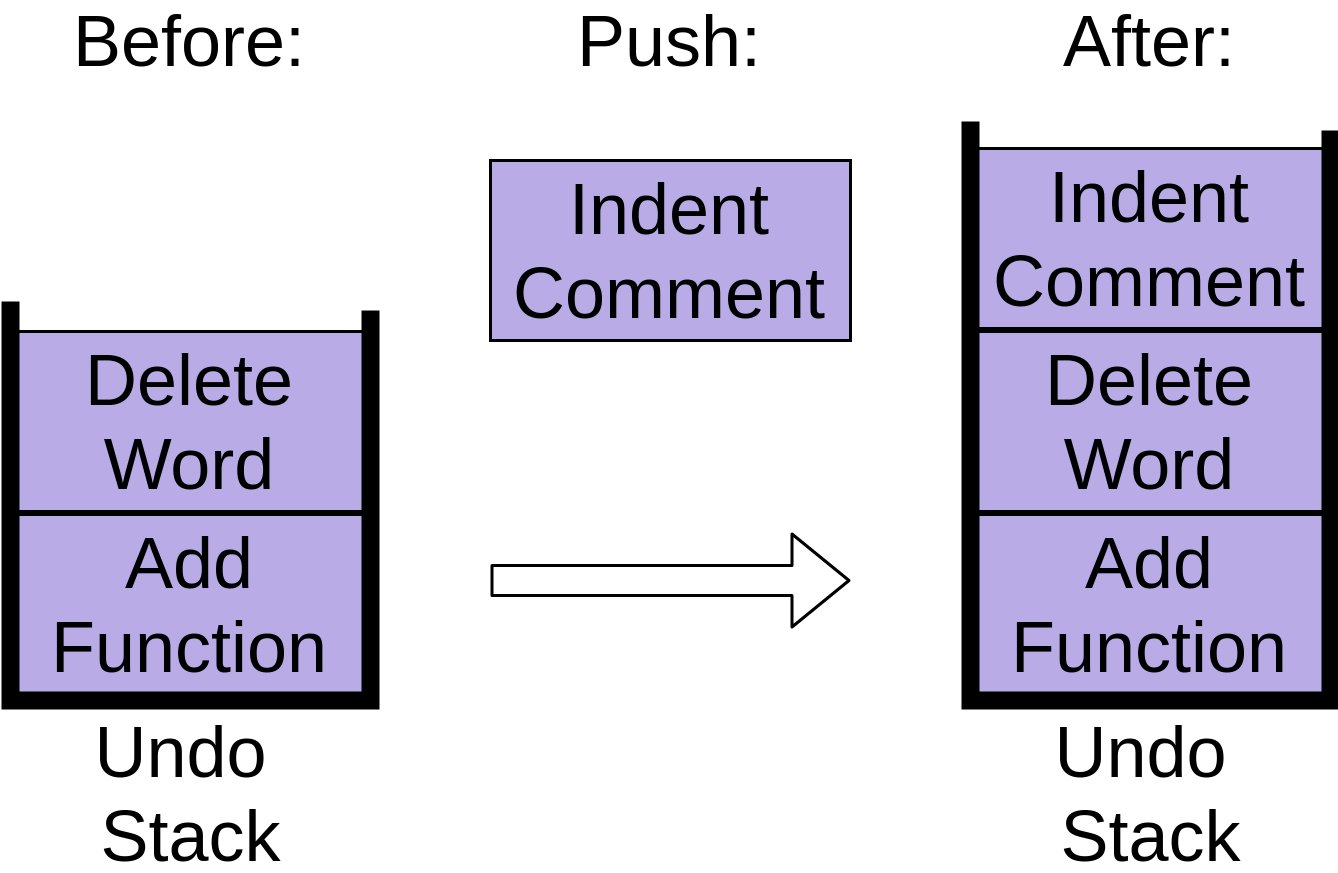 Before:
Push:
After:
Delete
Word
Add
Function
Undo
Stack
Indent
Comment
Indent
Comment
Delete
Word
Add
Function
Undo
Stack